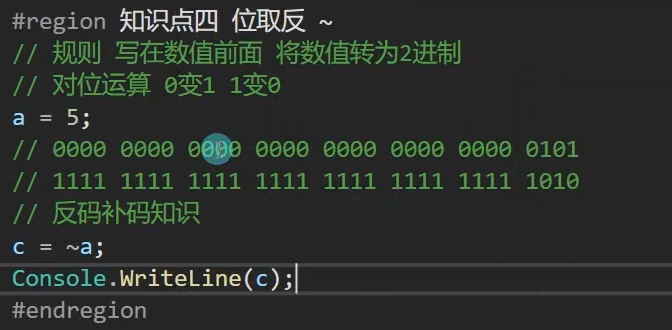 #region 知识点四 位取反 ~
// 规则 写在数值前面 将数值转为2进制
// 对位运算 0变1 1变0
a = 5;
// 0000 0000 0000 0000 0000 0000 0000 0101
// 1111 1111 1111 1111 1111 1111 1111 1010
// 反码补码知识
c = ~a;
Console.WriteLine(c);
#endregion